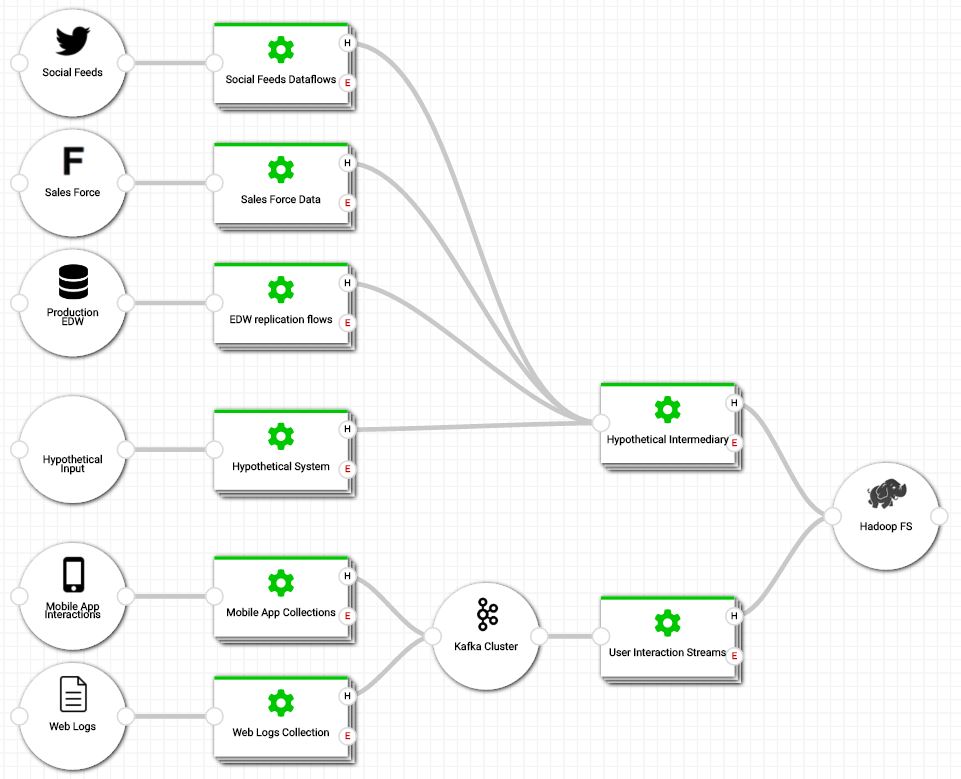 Social Feeds
Social Feeds Dataflows
H
E
F
Sales Force
Sales Force Data
H
E
Production
EDW
EDW replication flows
H
E
Hypothetical
Input
Hypothetical System
H
E
Hypothetical Intermediary
H
E
Hadoop FS
Mobile App
Interactions
Mobile App Collections
H
E
Kafka Cluster
User Interaction Streams
H
E
Web Logs
Web Logs Collection
H
E